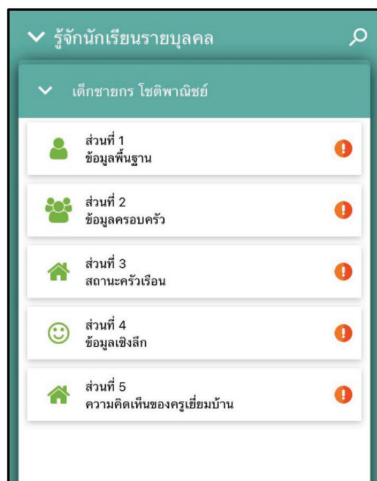 รู้จักนักเรียนรายบุลคล
เด็กชายกร โชติพาณิชย์
ส่วนที่ 1
ข้อมูลพื้นฐาน
ส่วนที่ 2
ข้อมูลครอบครัว
ส่วนที่ 3
สถานะครัวเรือน
ส่วนที่ 4
ข้อมูลเชิงลึก
ส่วนที่ 5
ความคิดเห็นของครูเยี่ยมบ้าน